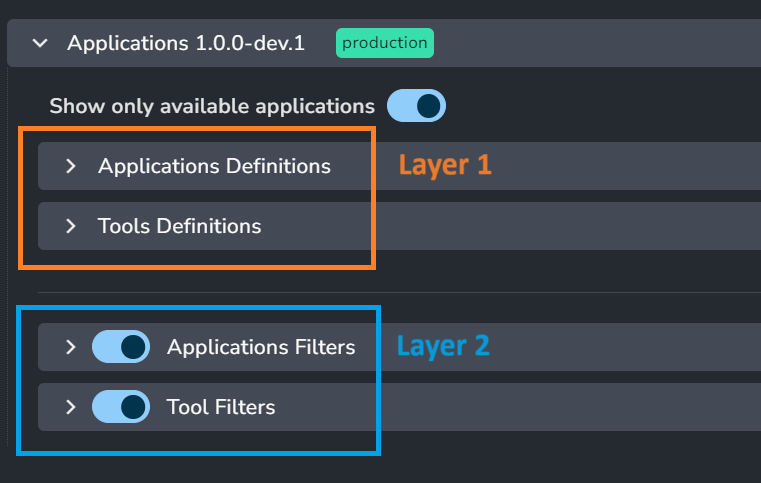 Applications 1.0.0-dev.1 production
Show only available applications
Applications Definitions Layer 1
Tools Definitions
Applications Filters Layer 2
Tool Filters